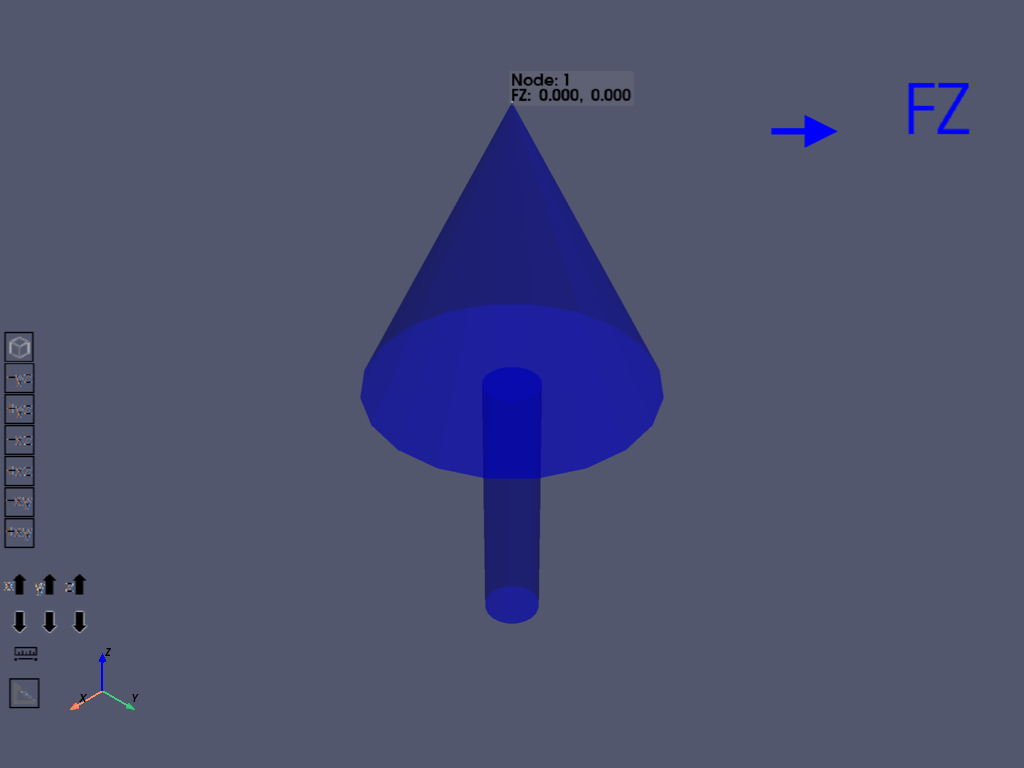 Node: 1
FZ: 0.000, 0.000
FZ
-yz
+yz
-xz
+xz
-xy
+xy
x y z
Z
X Y